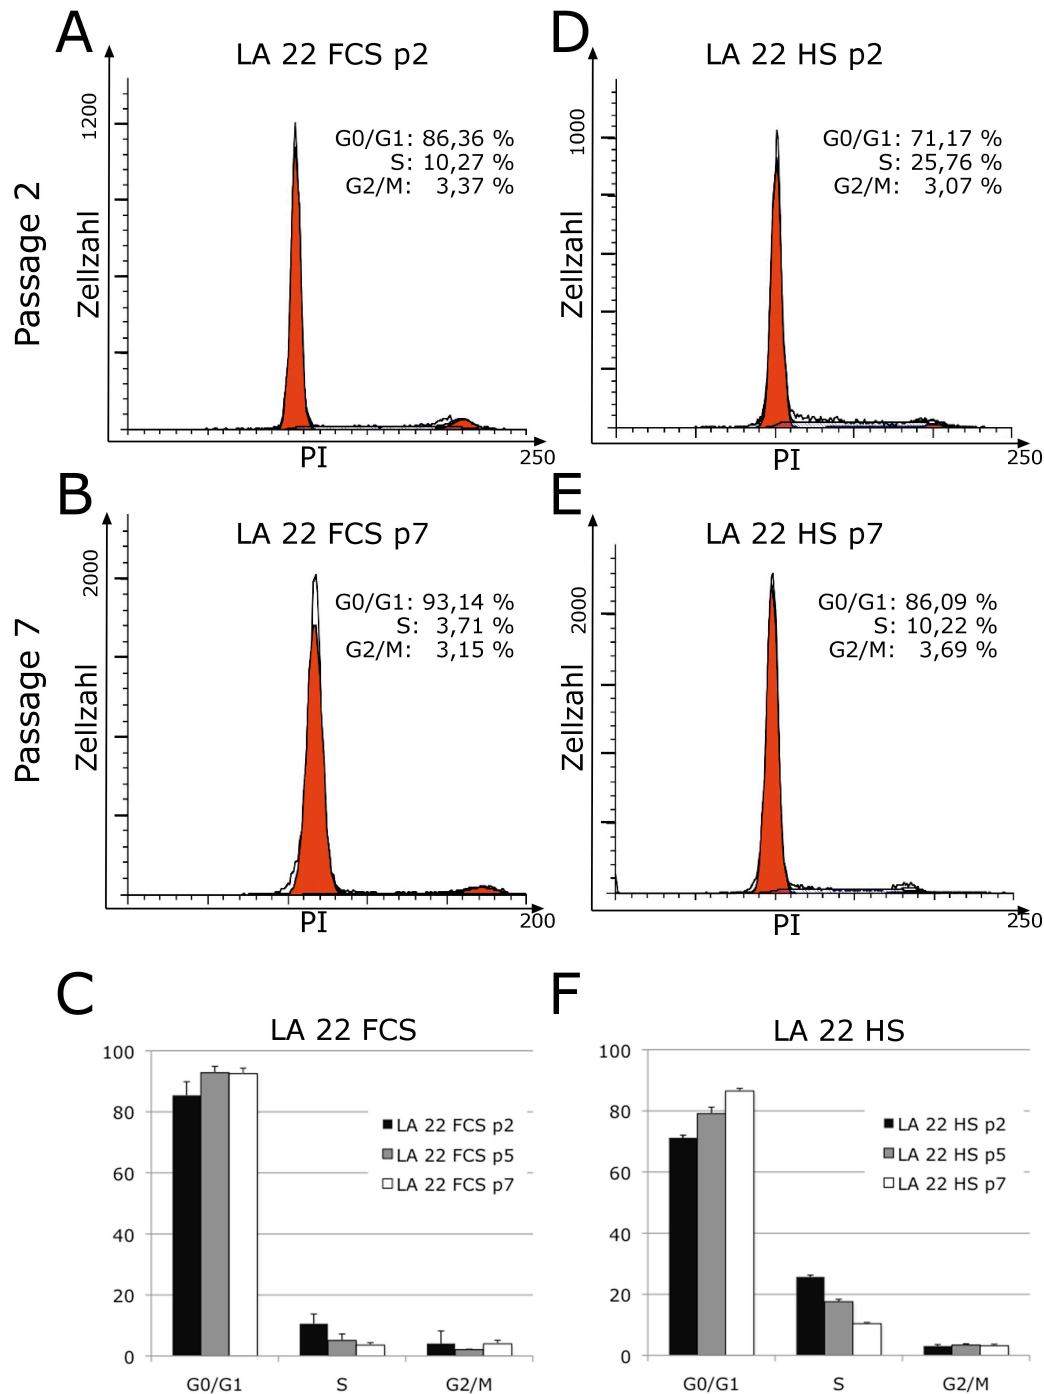 A
LA 22 FCS p2
1200
G0/G1: 86,36 %
S: 10,27 %
G2/M: 3,37 %
Passage 2
Zellzahl
PI
250
D
LA 22 HS p2
1000
G0/G1: 71,17 %
S: 25,76 %
G2/M: 3,07 %
Zellzahl
PI
250
B
LA 22 FCS p7
2000
G0/G1: 93,14 %
S: 3,71 %
G2/M: 3,15 %
Passage 7
Zellzahl
PI
200
E
LA 22 HS p7
2000
G0/G1: 86,09 %
S: 10,22 %
G2/M: 3,69 %
Zellzahl
PI
250
C
LA 22 FCS
100
80
60
40
20
0
LA 22 FCS p2
LA 22 FCS p5
LA 22 FCS p7
G0/G1 S G2/M
F
LA 22 HS
100
80
60
40
20
0
LA 22 HS p2
LA 22 HS p5
LA 22 HS p7
G0/G1 S G2/M